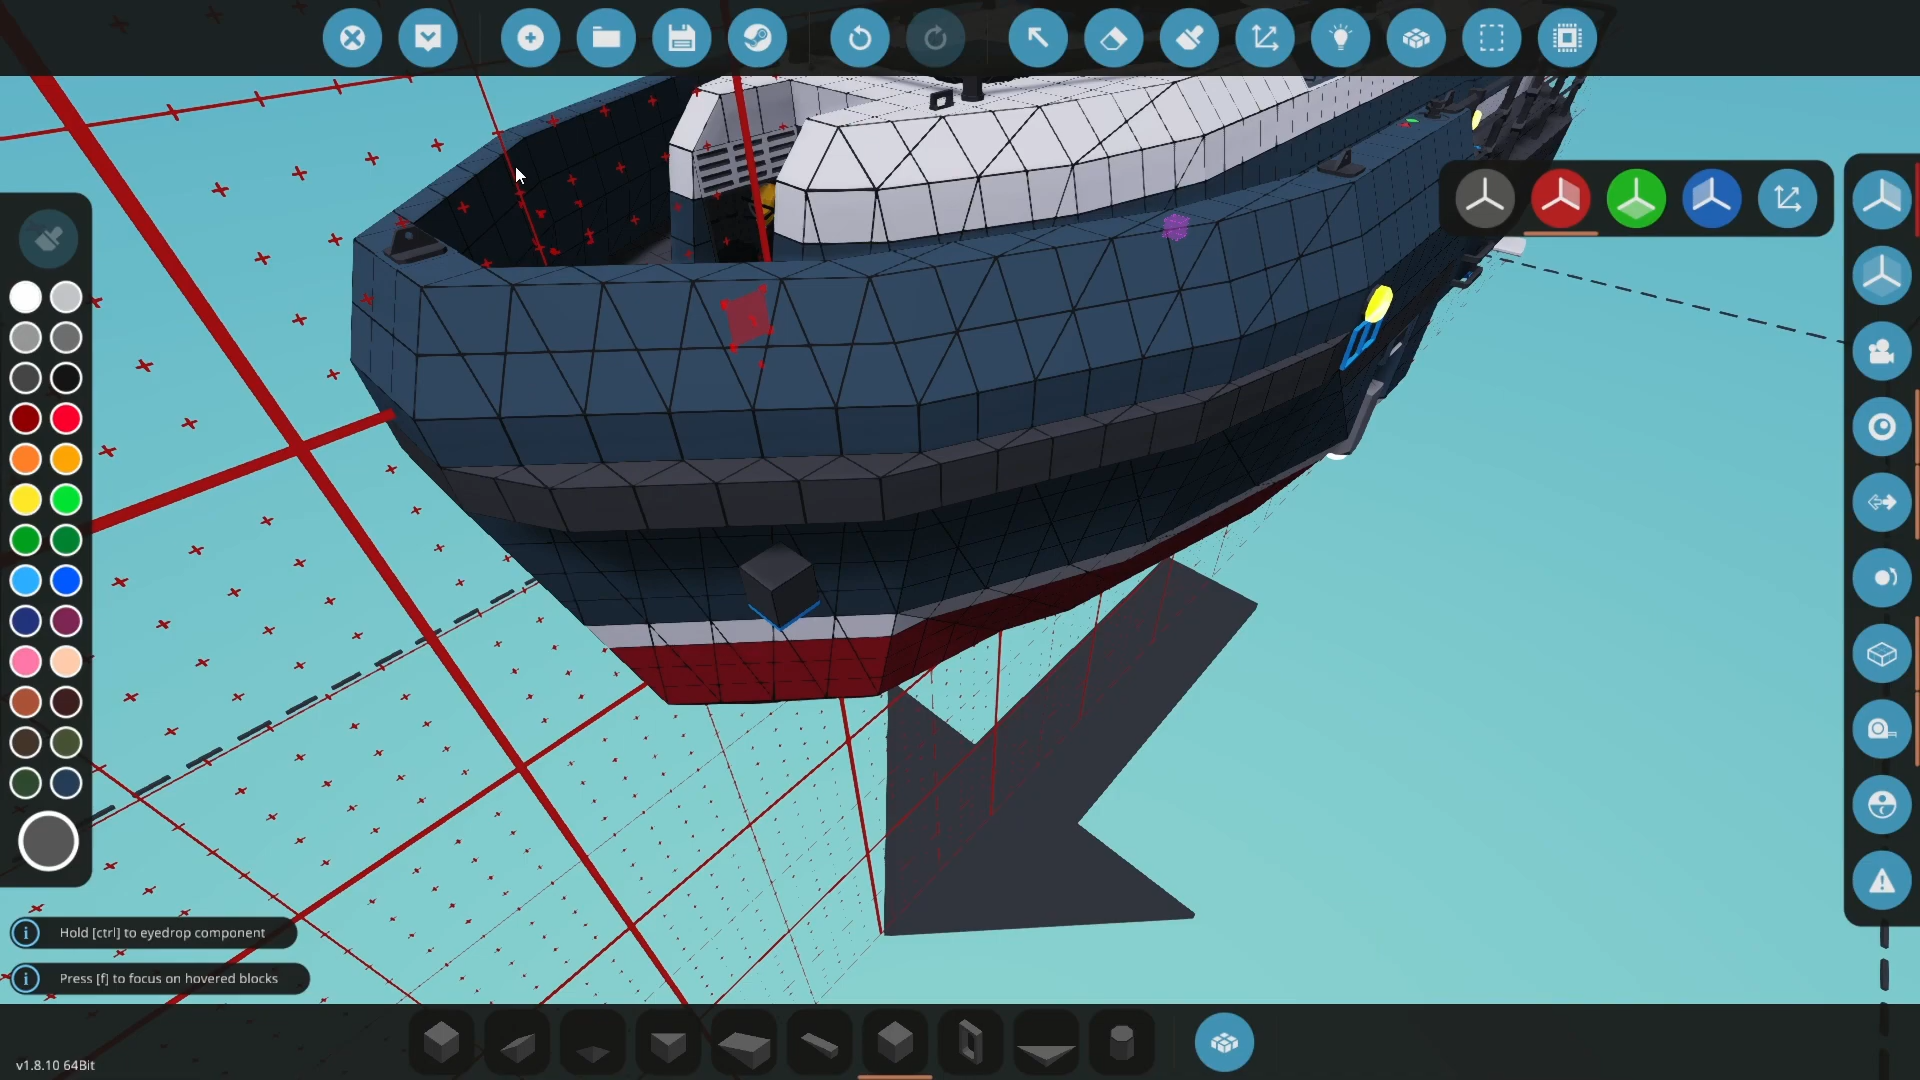 Hold [ctrl] to eyedrop component
Press [f] to focus on hovered blocks
v1.8.10 64Bit